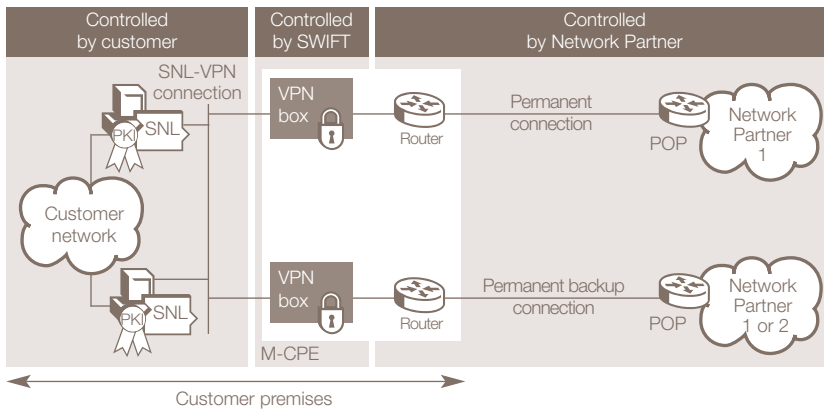 Controlled
by customer
Controlled
by SWIFT
Controlled
by Network Partner
SNL-VPN
connection
PKI
SNL
VPN
box
Router
Permanent
connection
POP
Network
Partner
1
Customer
network
PKI
SNL
VPN
box
Router
Permanent backup
connection
POP
Network
Partner
1 or 2
M-CPE
Customer premises